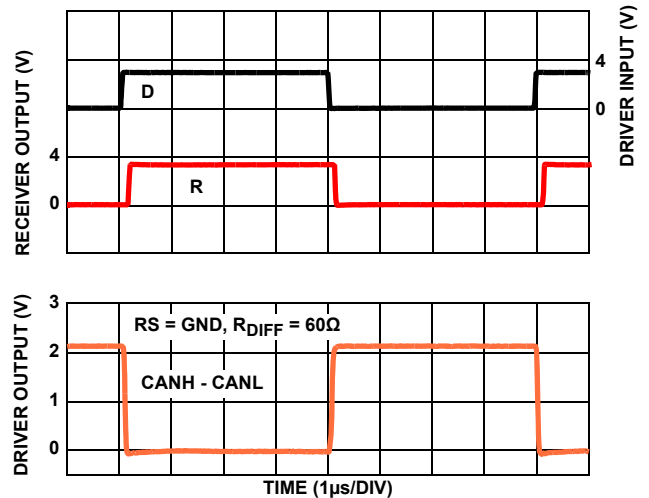 RECEIVER OUTPUT (V)
4
0
D
R
4
0
DRIVER INPUT (V)
DRIVER OUTPUT (V)
3
2
1
0
RS = GND, RDIFF = 60Ω
CANH - CANL
TIME (1µs/DIV)